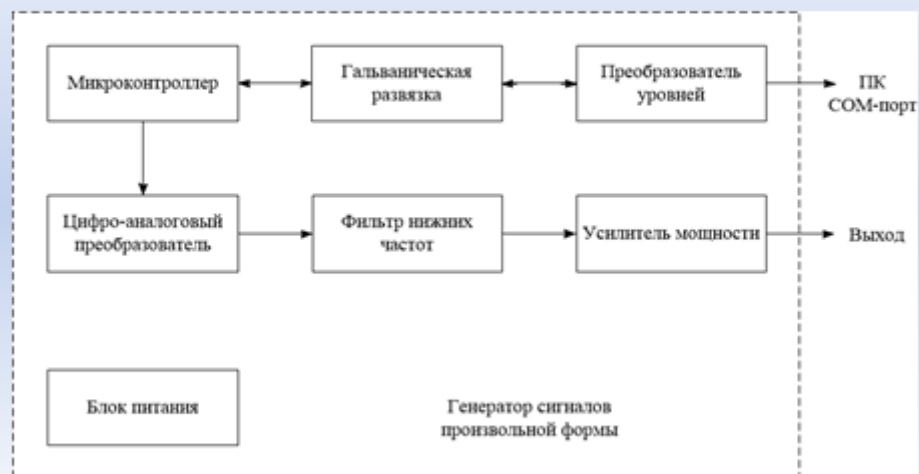 Микроконтроллер
Гальваническая
развязка
Преобразователь
уровней
ПК
COM-порт
Цифро-аналоговый
преобразователь
Фильтр нижних
частот
Усилитель мощности
Выход
Блок питания
Генератор сигналов
произвольной формы